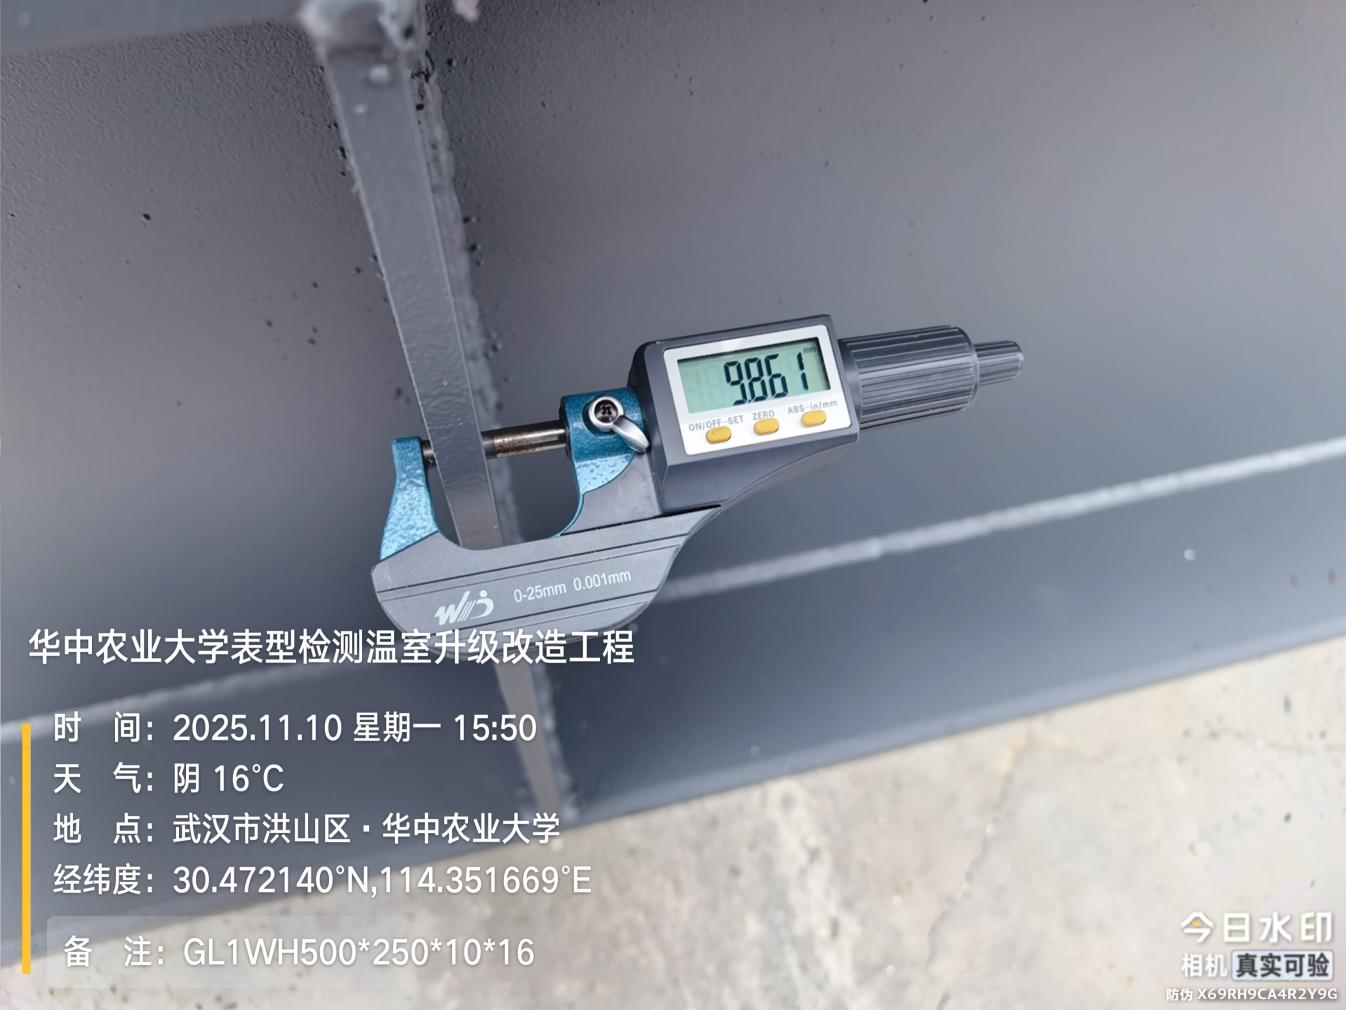 9.861
mm
ON/OFF SET ZERO ABS in/mm
0-25mm 0.001mm
华中农业大学表型检测温室升级改造工程
时 间：2025.11.10 星期一 15:50
天 气：阴 16°C
地 点：武汉市洪山区·华中农业大学
经纬度：30.472140°N,114.351669°E
备 注：GL1WH500*250*10*16
今日水印
相机 真实可验
防伪 X69RH9CA4R2Y9G